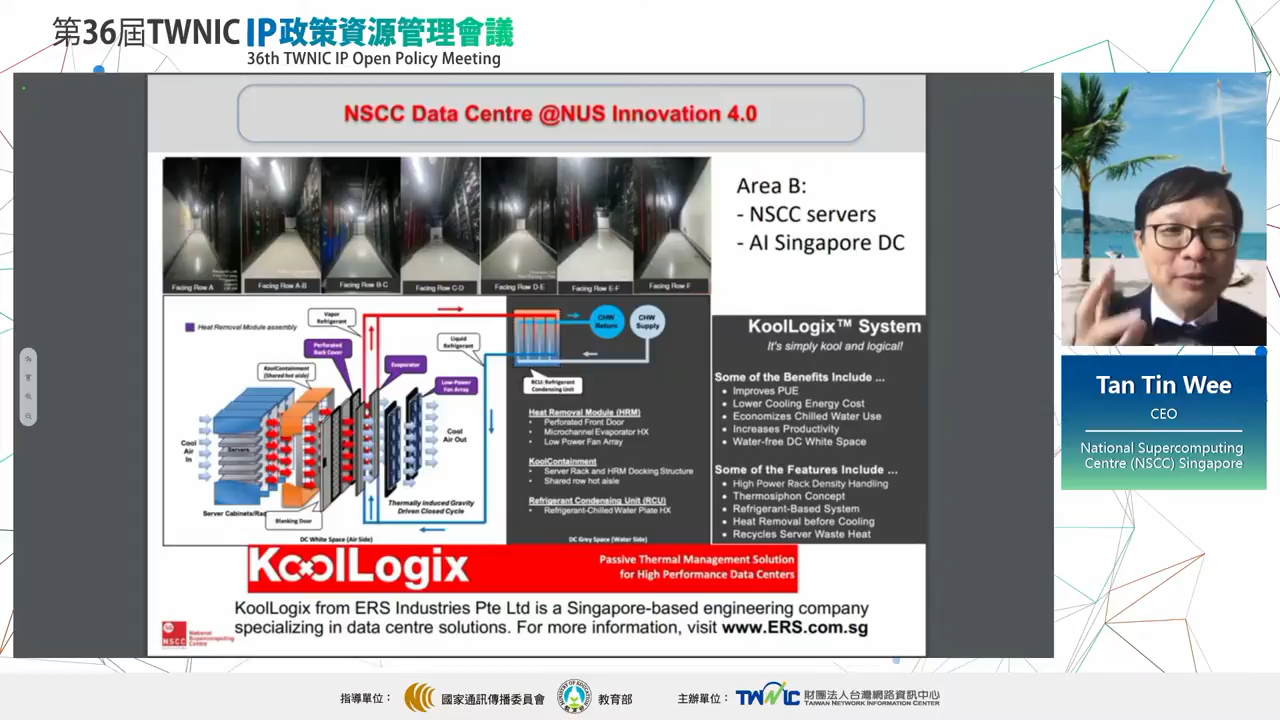 第36屆TWNIC IP政策資源管理會議
36th TWNIC IP Open Policy Meeting
NSCC Data Centre @NUS Innovation 4.0
Facing Row A
Facing Row A-B
Facing Row B-C
Facing Row C-D
Facing Row D-E
Facing Row E-F
Facing Row F
Area B:
- NSCC servers
- AI Singapore DC
Heat Removal Module assembly
Vapor Refrigerant
Perforated Rack Cover
KoolContainment (Shared hot aisle)
Evaporator
Low-Power Fan Array
Liquid Refrigerant
CHW Return
CHW Supply
RCU: Refrigerant Condensing Unit
Cool Air In
Servers
Cool Air Out
Server Cabinets/Rac
Blanking Door
Thermally induced Gravity Driven Closed Cycle
DC White Space (Air Side)
Heat Removal Module (HRM)
• Perforated Front Door
• Microchannel Evaporator HX
• Low Power Fan Array
KoolContainment
• Server Rack and HRM Docking Structure
• Shared row hot aisle
Refrigerant Condensing Unit (RCU)
• Refrigerant-Chilled Water Plate HX
DC Grey Space (Water Side)
KoolLogix™ System
It's simply kool and logical!
Some of the Benefits Include ...
• Improves PUE
• Lower Cooling Energy Cost
• Economizes Chilled Water Use
• Increases Productivity
• Water-free DC White Space
Some of the Features Include ...
• High Power Rack Density Handling
• Thermosiphon Concept
• Refrigerant-Based System
• Heat Removal before Cooling
• Recycles Server Waste Heat
KoolLogix
Passive Thermal Management Solution
for High Performance Data Centers
KoolLogix from ERS Industries Pte Ltd is a Singapore-based engineering company
specializing in data centre solutions. For more information, visit www.ERS.com.sg
NSCC
National Supercomputing Centre
Tan Tin Wee
CEO
National Supercomputing
Centre (NSCC) Singapore
指導單位：
國家通訊傳播委員會
教育部
主辦單位：
TWNIC
財團法人台灣網路資訊中心
TAIWAN NETWORK INFORMATION CENTER